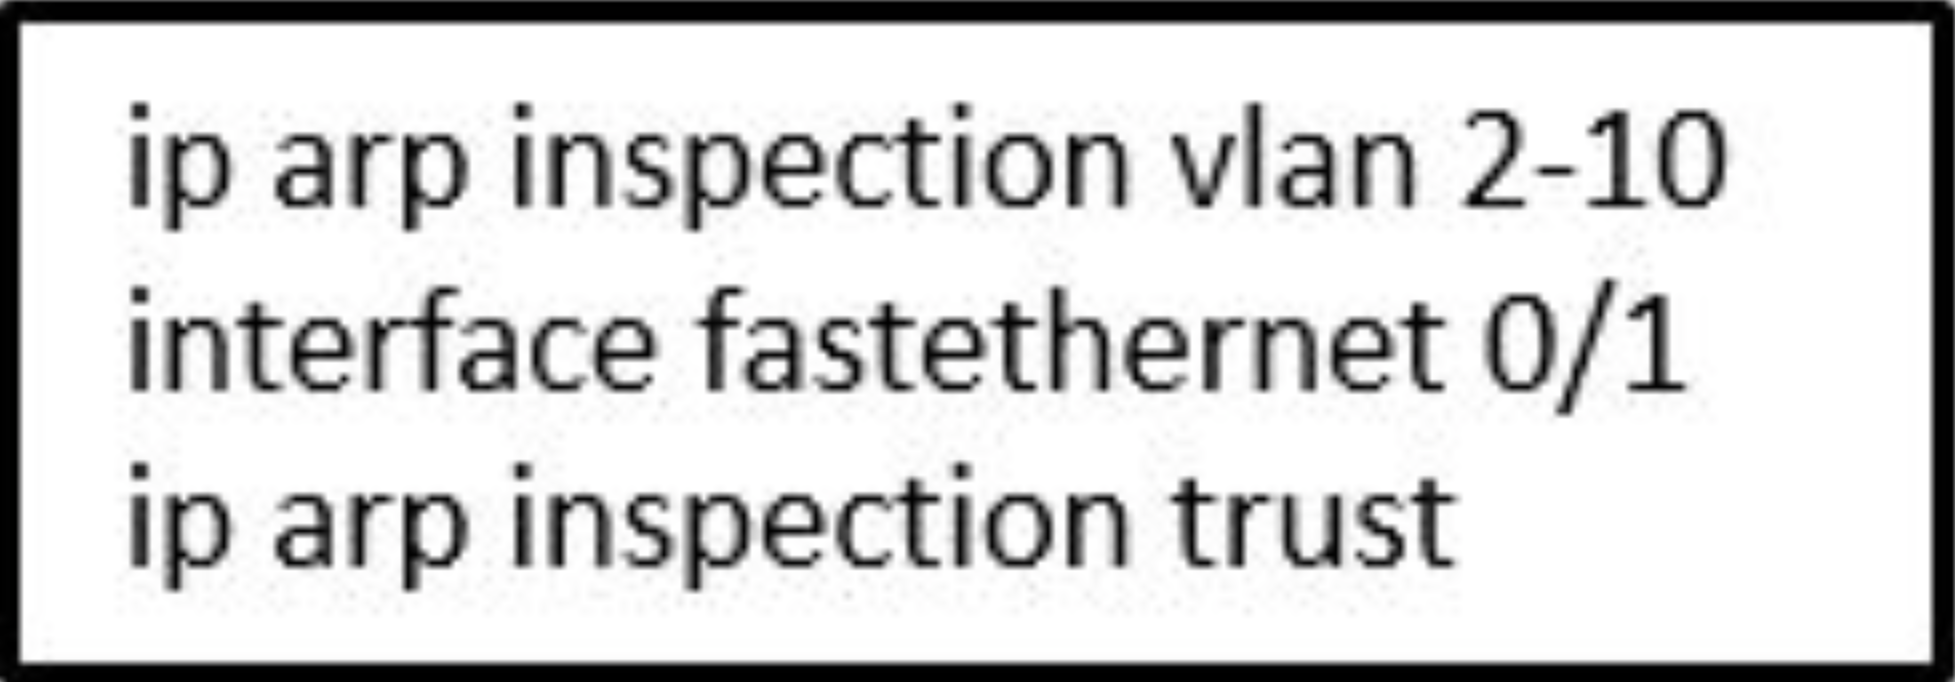 ip arp inspection vlan 2-10
interface fastethernet 0/1
ip arp inspection trust